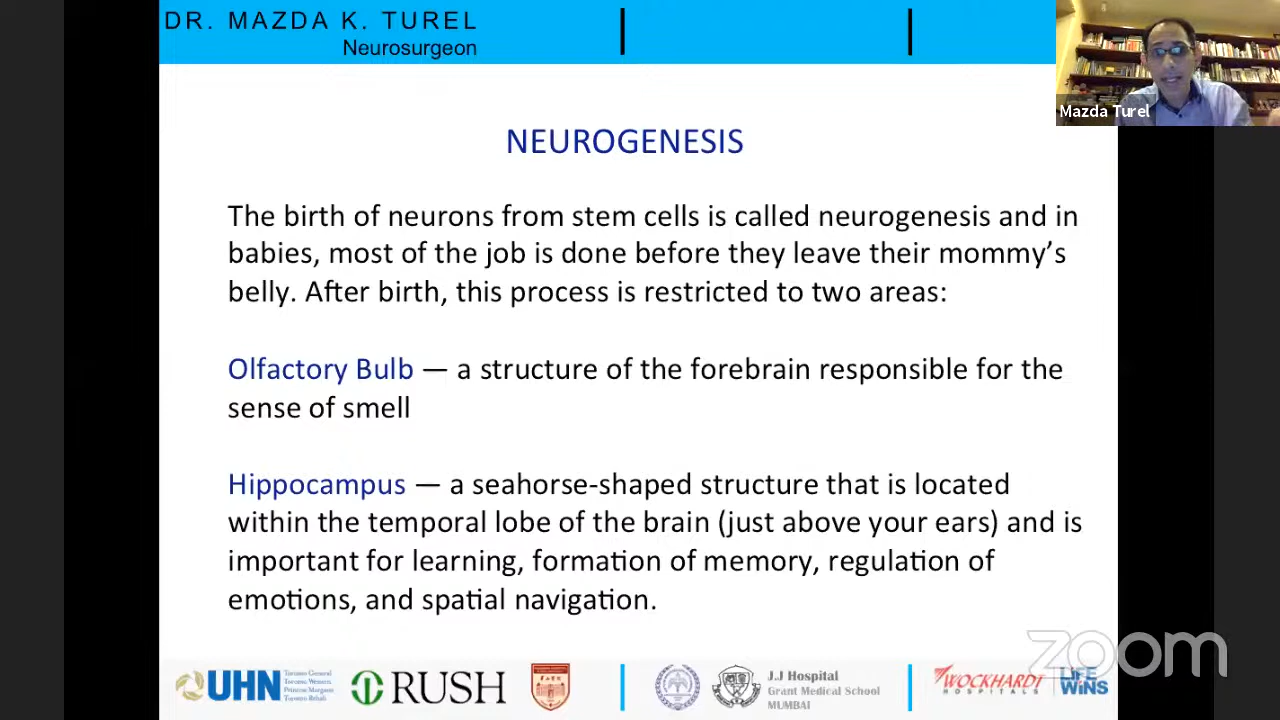 DR. MAZDA K. TUREL
Neurosurgeon
Mazda Turel
NEUROGENESIS
The birth of neurons from stem cells is called neurogenesis and in
babies, most of the job is done before they leave their mommy’s
belly. After birth, this process is restricted to two areas:
Olfactory Bulb — a structure of the forebrain responsible for the
sense of smell
Hippocampus — a seahorse-shaped structure that is located
within the temporal lobe of the brain (just above your ears) and is
important for learning, formation of memory, regulation of
emotions, and spatial navigation.
zoom
UHN
Toronto General
Toronto Western
Princess Margaret
Toronto Rehab
RUSH
J.J Hospital
Grant Medical School
MUMBAI
WOCKHARDT
HOSPITALS
LIFE
WINS